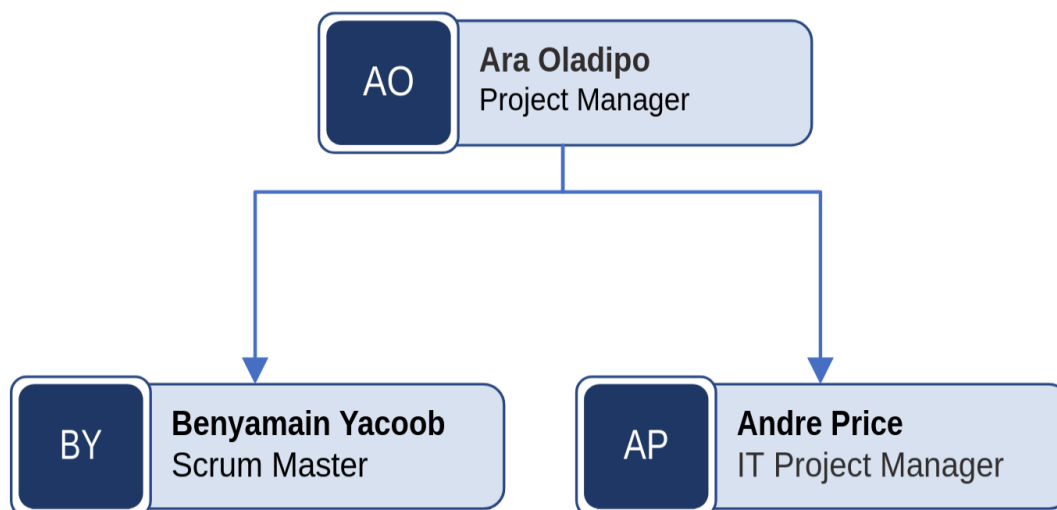 AO
Ara Oladipo
Project Manager
BY
Benyamain Yacoob
Scrum Master
AP
Andre Price
IT Project Manager